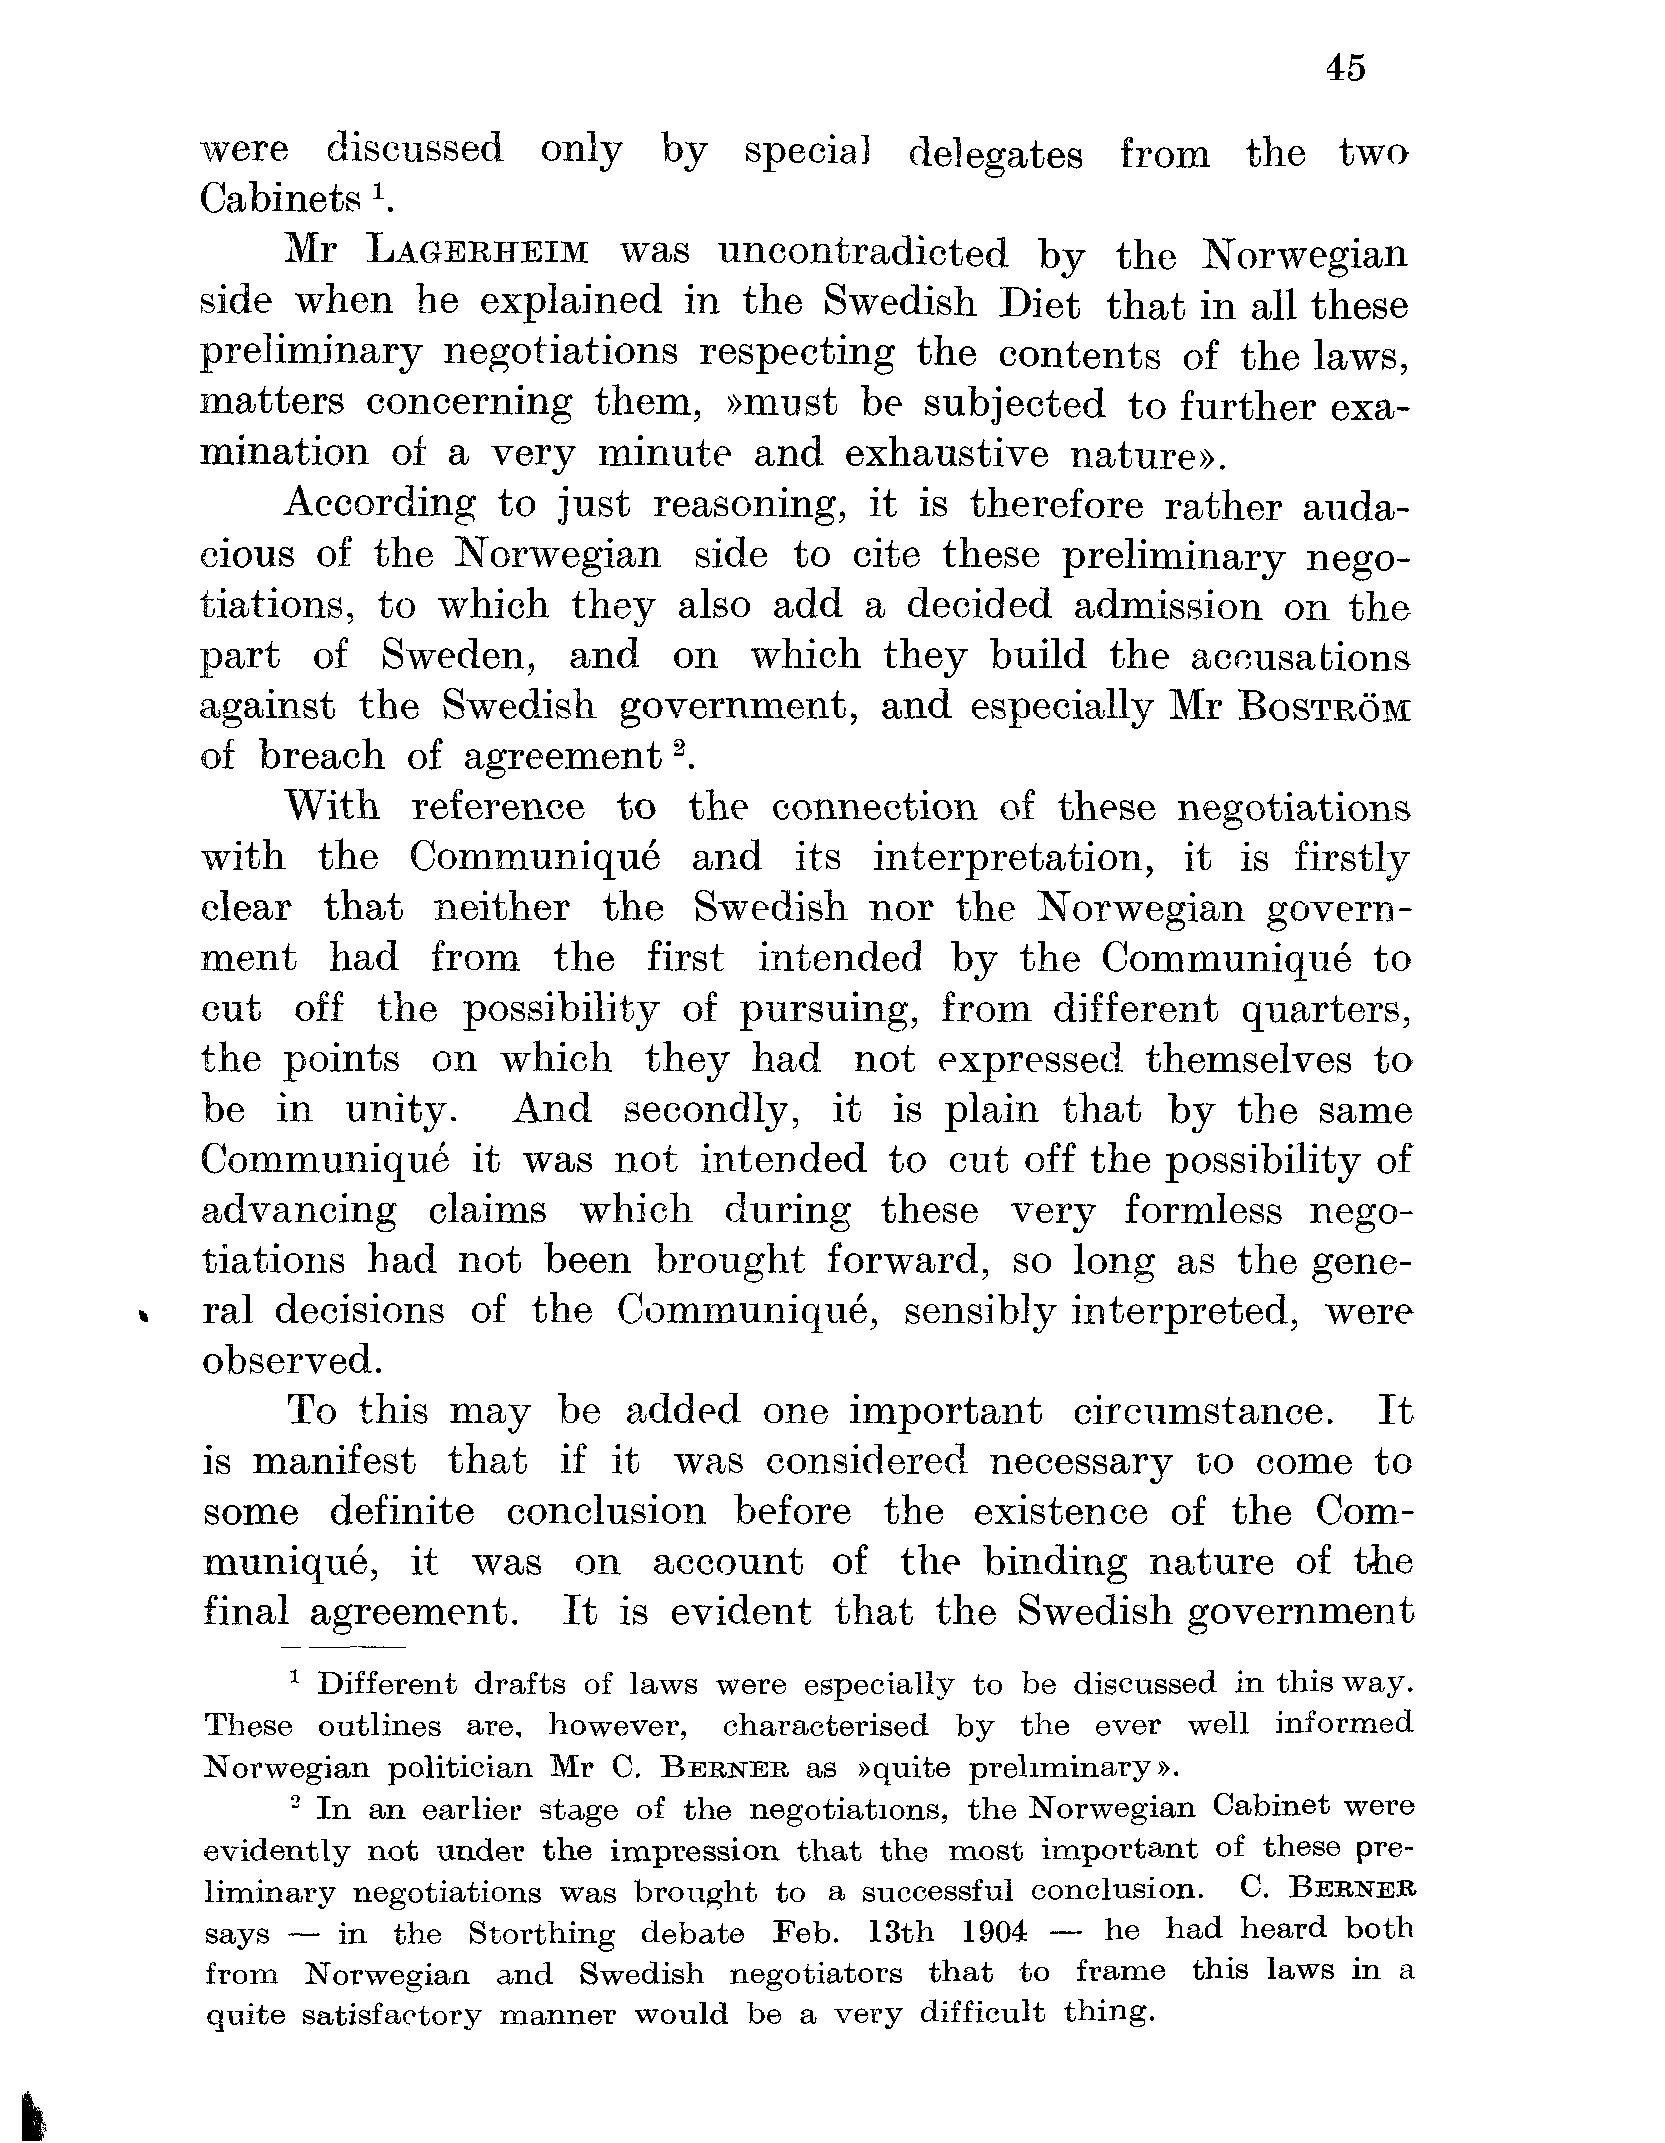 45
were discussed only by special delegates from the two
Cabinets ¹.
Mr LAGERHEIM was uncontradicted by the Norwegian
side when he explained in the Swedish Diet that in all these
preliminary negotiations respecting the contents of the laws,
matters concerning them, »must be subjected to further exa-
mination of a very minute and exhaustive nature».
According to just reasoning, it is therefore rather auda-
cious of the Norwegian side to cite these preliminary nego-
tiations, to which they also add a decided admission on the
part of Sweden, and on which they build the accusations
against the Swedish government, and especially Mr BOSTRÖM
of breach of agreement ².
With reference to the connection of these negotiations
with the Communiqué and its interpretation, it is firstly
clear that neither the Swedish nor the Norwegian govern-
ment had from the first intended by the Communiqué to
cut off the possibility of pursuing, from different quarters,
the points on which they had not expressed themselves to
be in unity. And secondly, it is plain that by the same
Communiqué it was not intended to cut off the possibility of
advancing claims which during these very formless nego-
tiations had not been brought forward, so long as the gene-
ral decisions of the Communiqué, sensibly interpreted, were
observed.
To this may be added one important circumstance. It
is manifest that if it was considered necessary to come to
some definite conclusion before the existence of the Com-
muniqué, it was on account of the binding nature of the
final agreement. It is evident that the Swedish government
¹ Different drafts of laws were especially to be discussed in this way.
These outlines are, however, characterised by the ever well informed
Norwegian politician Mr C. BERNER as »quite preliminary».
² In an earlier stage of the negotiations, the Norwegian Cabinet were
evidently not under the impression that the most important of these pre-
liminary negotiations was brought to a successful conclusion. C. BERNER
says — in the Storthing debate Feb. 13th 1904 — he had heard both
from Norwegian and Swedish negotiators that to frame this laws in a
quite satisfactory manner would be a very difficult thing.